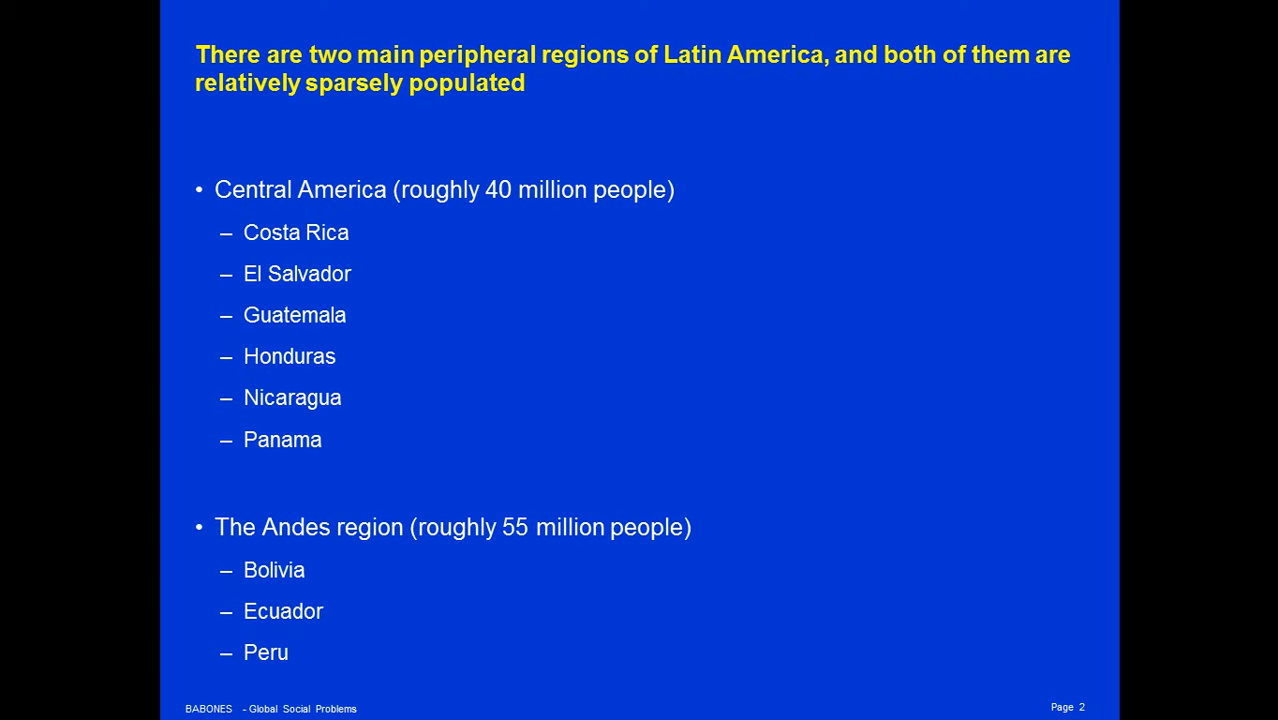 There are two main peripheral regions of Latin America, and both of them are
relatively sparsely populated
• Central America (roughly 40 million people)
– Costa Rica
– El Salvador
– Guatemala
– Honduras
– Nicaragua
– Panama
• The Andes region (roughly 55 million people)
– Bolivia
– Ecuador
– Peru
BABONES – Global Social Problems
Page 2